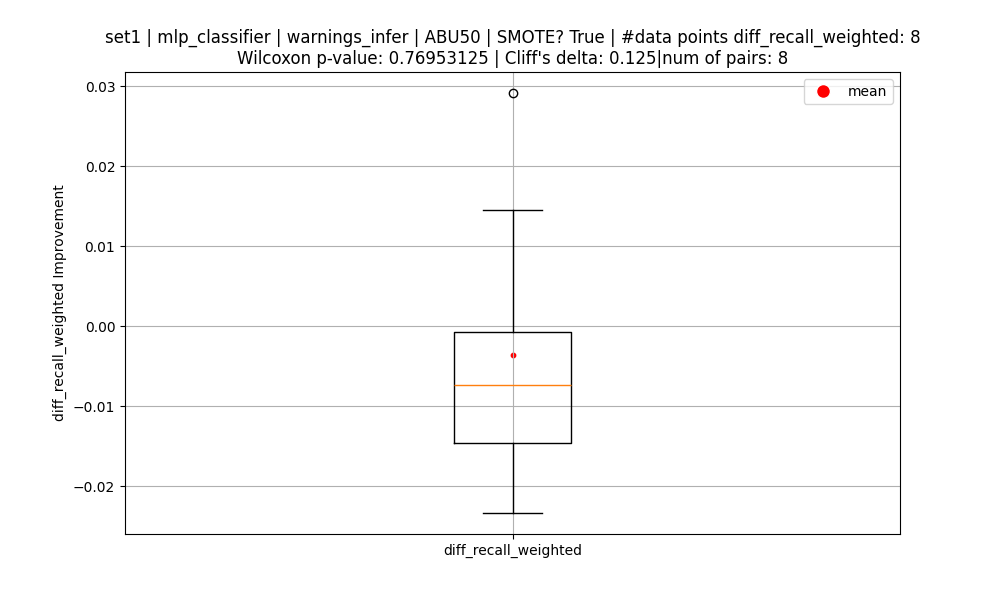 set1 | mlp_classifier | warnings_infer | ABU50 | SMOTE? True | #data points diff_recall_weighted: 8
Wilcoxon p-value: 0.76953125 | Cliff's delta: 0.125|num of pairs: 8
mean
0.03
0.02
0.01
0.00
−0.01
−0.02
diff_recall_weighted Improvement
diff_recall_weighted